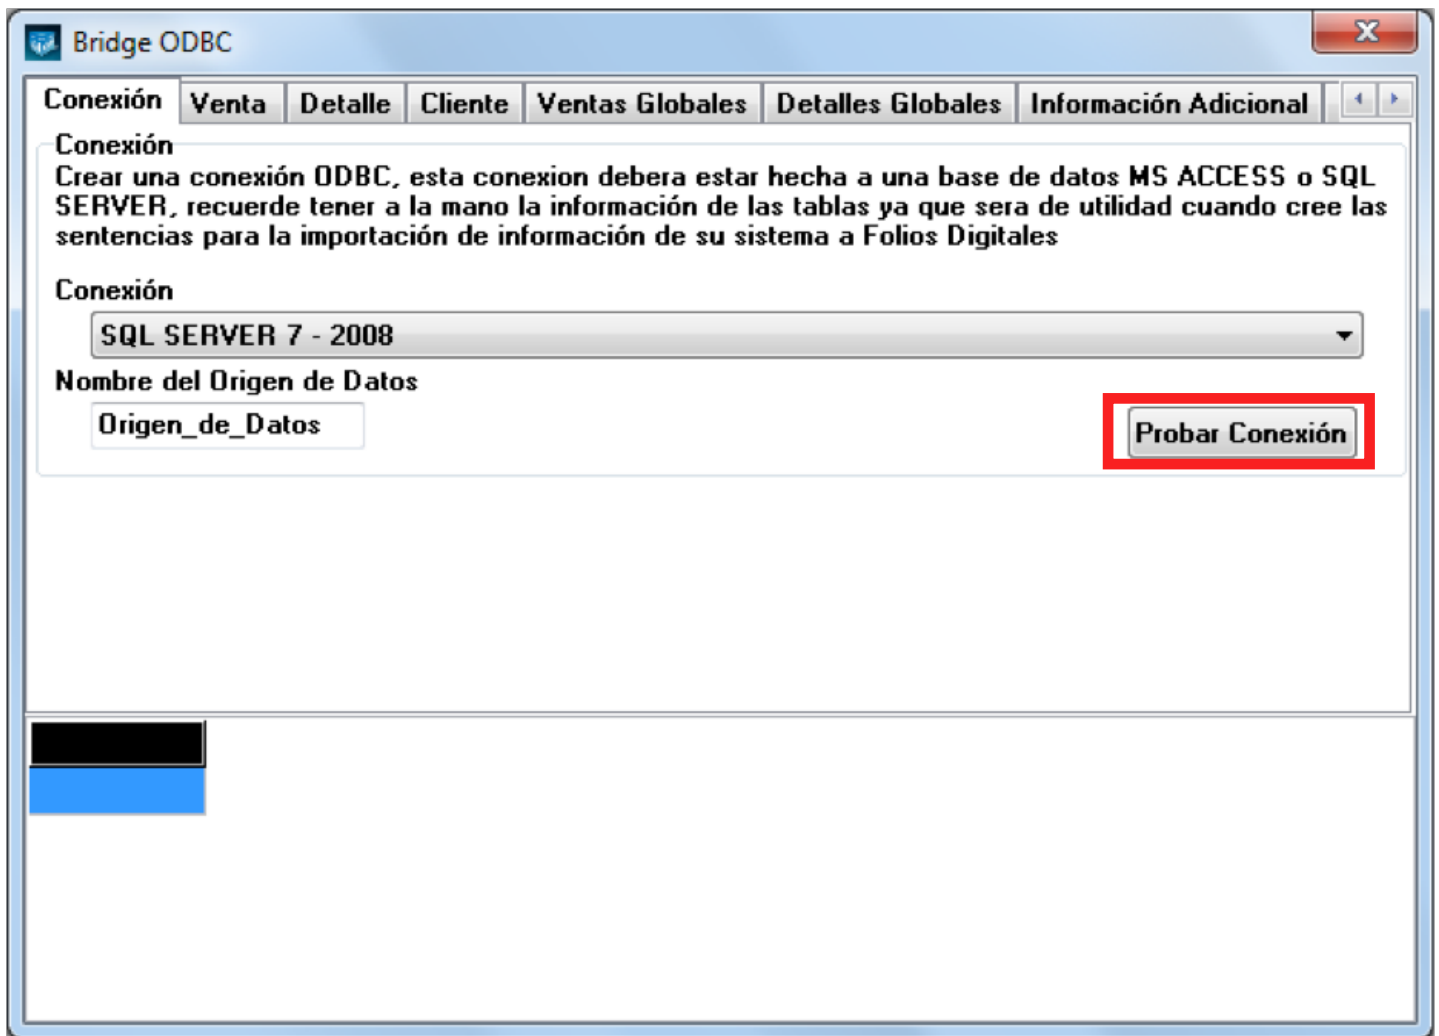 Bridge ODBC
Conexión Venta Detalle Cliente Ventas Globales Detalles Globales Información Adicional
Conexión
Crear una conexión ODBC, esta conexion debera estar hecha a una base de datos MS ACCESS o SQL
SERVER, recuerde tener a la mano la información de las tablas ya que sera de utilidad cuando cree las
sentencias para la importación de información de su sistema a Folios Digitales
Conexión
SQL SERVER 7 - 2008
Nombre del Origen de Datos
Origen_de_Datos
Probar Conexión